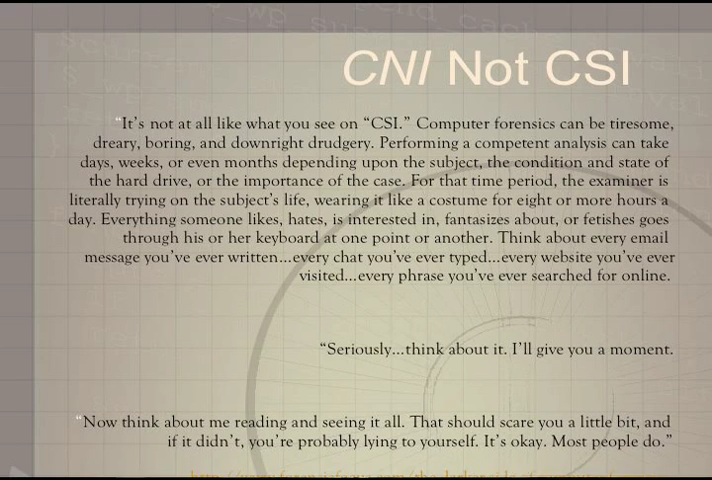 CNI Not CSI
“It’s not at all like what you see on “CSI.” Computer forensics can be tiresome,
dreary, boring, and downright drudgery. Performing a competent analysis can take
days, weeks, or even months depending upon the subject, the condition and state of
the hard drive, or the importance of the case. For that time period, the examiner is
literally trying on the subject’s life, wearing it like a costume for eight or more hours a
day. Everything someone likes, hates, is interested in, fantasizes about, or fetishes goes
through his or her keyboard at one point or another. Think about every email
message you’ve ever written…every chat you’ve ever typed…every website you’ve ever
visited…every phrase you’ve ever searched for online.
“Seriously…think about it. I’ll give you a moment.
“Now think about me reading and seeing it all. That should scare you a little bit, and
if it didn’t, you’re probably lying to yourself. It’s okay. Most people do.”